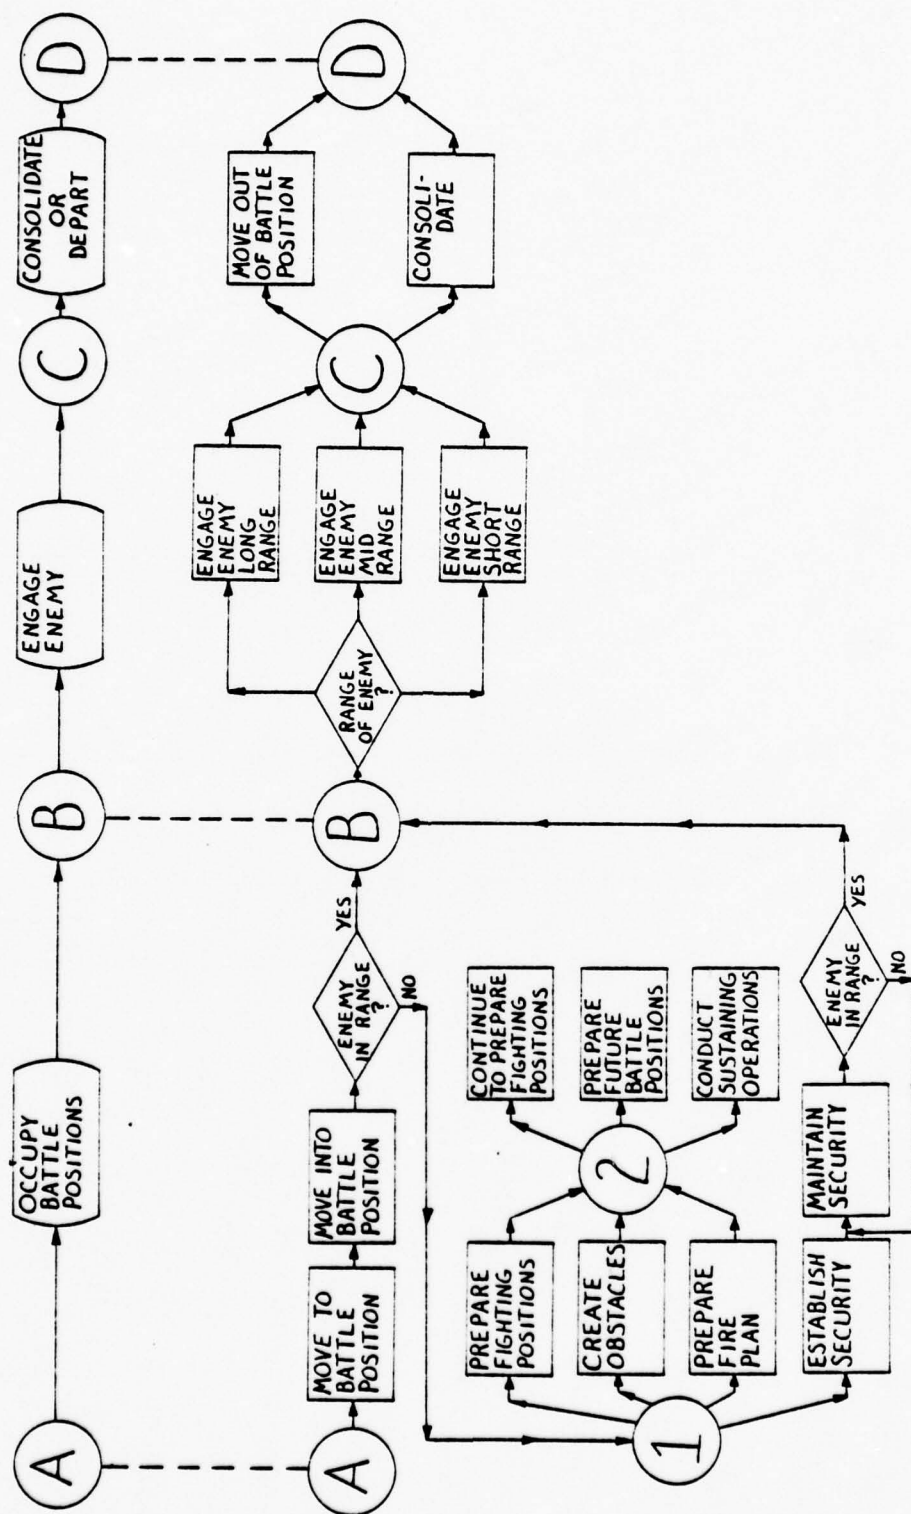 A
OCCUPY
BATTLE
POSITIONS
B
ENGAGE
ENEMY
C
CONSOLIDATE
OR
DEPART
D
A
MOVE TO
BATTLE
POSITION
MOVE INTO
BATTLE
POSITION
ENEMY
IN RANGE
?
YES
NO
B
RANGE
OF ENEMY
?
ENGAGE
ENEMY
LONG
RANGE
ENGAGE
ENEMY
MID
RANGE
ENGAGE
ENEMY
SHORT
RANGE
C
MOVE OUT
OF BATTLE
POSITION
CONSOLI-
DATE
D
1
PREPARE
FIGHTING
POSITIONS
CREATE
OBSTACLES
PREPARE
FIRE
PLAN
ESTABLISH
SECURITY
2
CONTINUE
TO PREPARE
FIGHTING
POSITIONS
PREPARE
FUTURE
BATTLE
POSITIONS
CONDUCT
SUSTAINING
OPERATIONS
MAINTAIN
SECURITY
ENEMY
IN RANGE
?
YES
NO